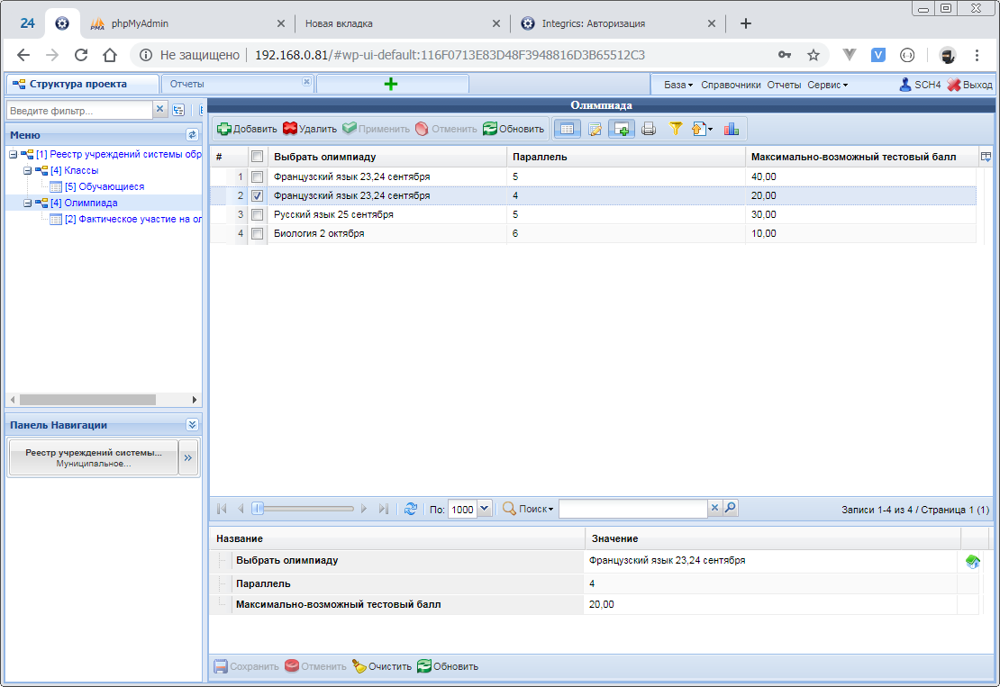 24
phpMyAdmin
Новая вкладка
Integrics: Авторизация
Не защищено
192.168.0.81/#wp-ui-default:116F0713E83D48F3948816D3B65512C3
Структура проекта
Отчеты
База
Справочники
Отчеты
Сервис
SCH4
Выход
Введите фильтр...
Меню
[1] Реестр учреждений системы обр
[4] Классы
[5] Обучающиеся
[4] Олимпиада
[2] Фактическое участие на ол
Панель Навигации
Реестр учреждений системы...
Муниципальное...
Олимпиада
Добавить Удалить Применить Отменить Обновить
# Выбрать олимпиаду Параллель Максимально-возможный тестовый балл
1 Французский язык 23,24 сентября 5 40,00
2 Французский язык 23,24 сентября 4 20,00
3 Русский язык 25 сентября 5 30,00
4 Биология 2 октября 6 10,00
По: 1000 Поиск Записи 1-4 из 4 / Страница 1 (1)
Название Значение
Выбрать олимпиаду Французский язык 23,24 сентября
Параллель 4
Максимально-возможный тестовый балл 20,00
Сохранить Отменить Очистить Обновить